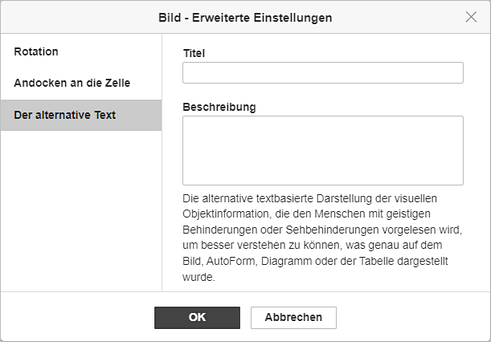 Bild - Erweiterte Einstellungen
Rotation
Andocken an die Zelle
Der alternative Text
Titel
Beschreibung
Die alternative textbasierte Darstellung der visuellen
Objektinformation, die den Menschen mit geistigen
Behinderungen oder Sehbehinderungen vorgelesen wird,
um besser verstehen zu können, was genau auf dem
Bild, AutoForm, Diagramm oder der Tabelle dargestellt
wurde.
OK
Abbrechen